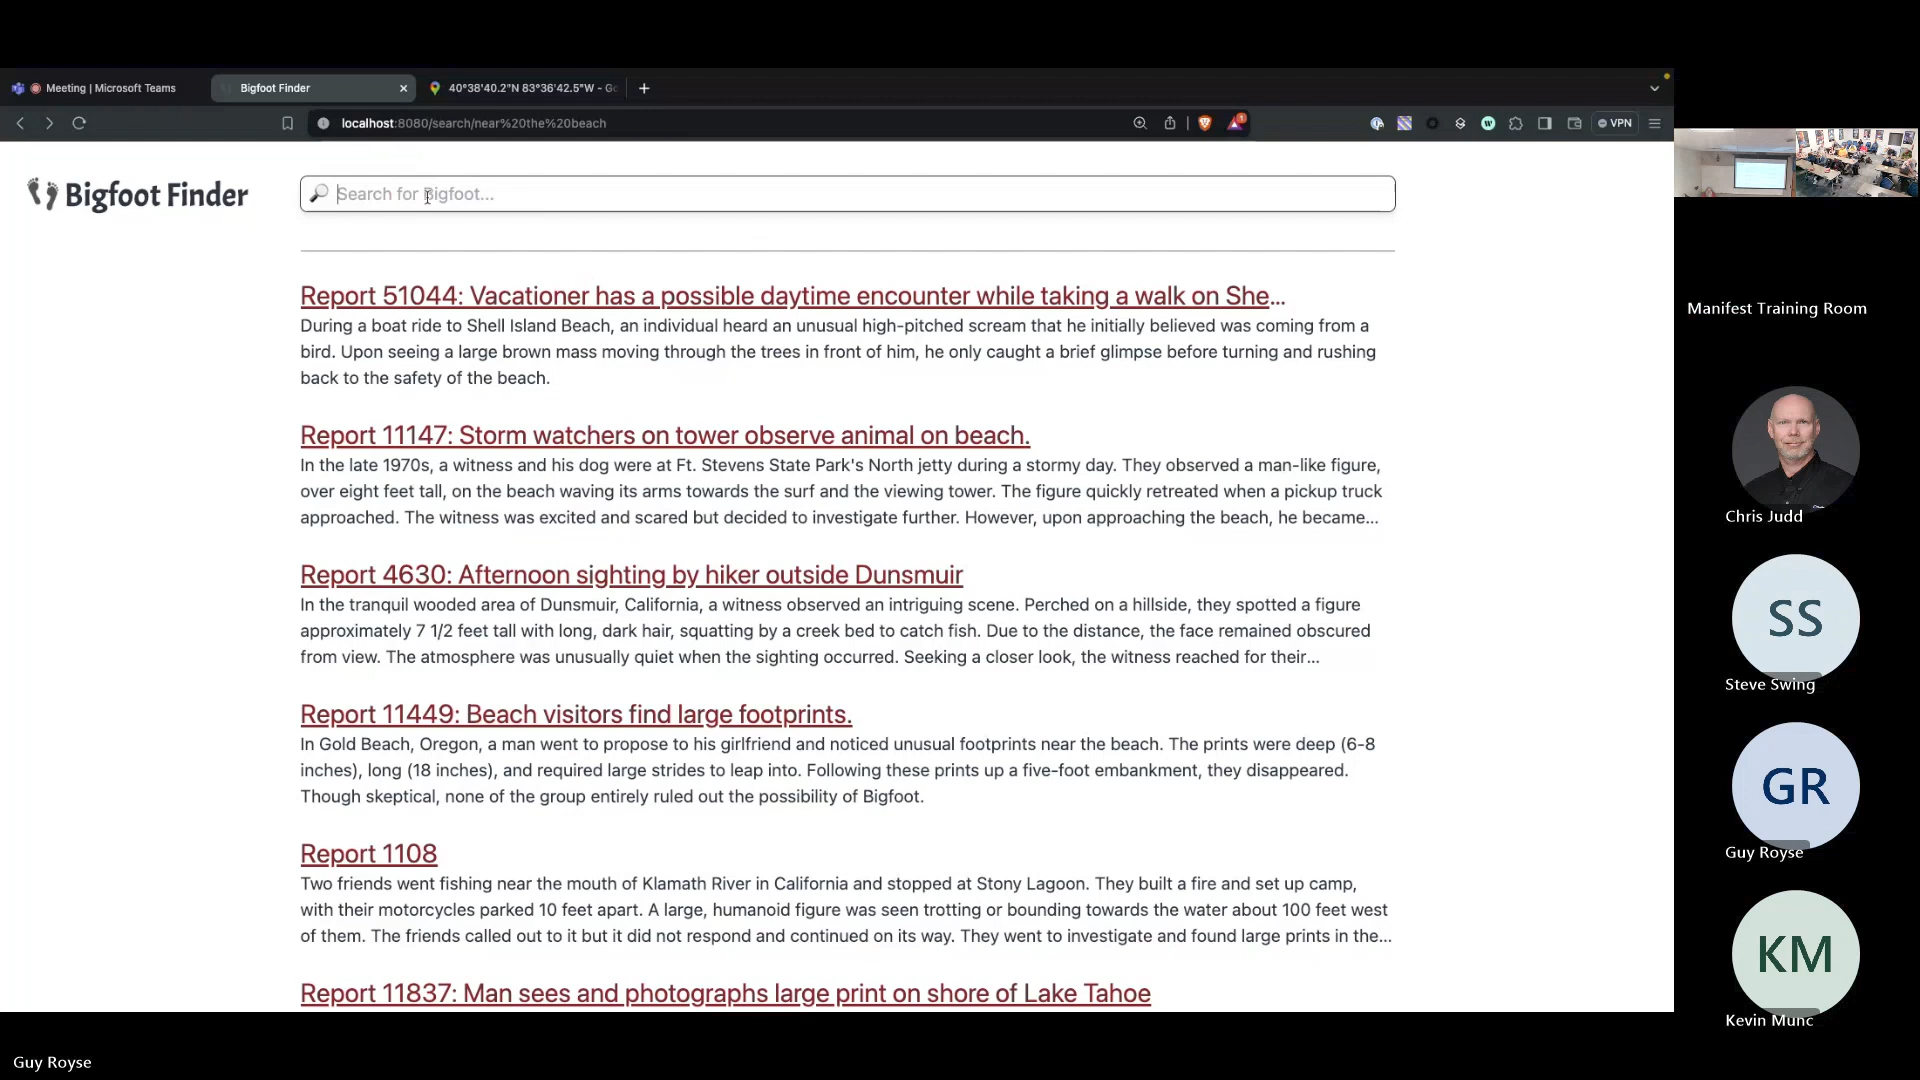 Meeting | Microsoft Teams
Bigfoot Finder
40°38'40.2"N 83°36'42.5"W - Go
localhost:8080/search/near%20the%20beach
1
VPN
Bigfoot Finder
Search for Bigfoot...
Report 51044: Vacationer has a possible daytime encounter while taking a walk on She...
During a boat ride to Shell Island Beach, an individual heard an unusual high-pitched scream that he initially believed was coming from a
bird. Upon seeing a large brown mass moving through the trees in front of him, he only caught a brief glimpse before turning and rushing
back to the safety of the beach.
Report 11147: Storm watchers on tower observe animal on beach.
In the late 1970s, a witness and his dog were at Ft. Stevens State Park's North jetty during a stormy day. They observed a man-like figure,
over eight feet tall, on the beach waving its arms towards the surf and the viewing tower. The figure quickly retreated when a pickup truck
approached. The witness was excited and scared but decided to investigate further. However, upon approaching the beach, he became...
Report 4630: Afternoon sighting by hiker outside Dunsmuir
In the tranquil wooded area of Dunsmuir, California, a witness observed an intriguing scene. Perched on a hillside, they spotted a figure
approximately 7 1/2 feet tall with long, dark hair, squatting by a creek bed to catch fish. Due to the distance, the face remained obscured
from view. The atmosphere was unusually quiet when the sighting occurred. Seeking a closer look, the witness reached for their...
Report 11449: Beach visitors find large footprints.
In Gold Beach, Oregon, a man went to propose to his girlfriend and noticed unusual footprints near the beach. The prints were deep (6-8
inches), long (18 inches), and required large strides to leap into. Following these prints up a five-foot embankment, they disappeared.
Though skeptical, none of the group entirely ruled out the possibility of Bigfoot.
Report 1108
Two friends went fishing near the mouth of Klamath River in California and stopped at Stony Lagoon. They built a fire and set up camp,
with their motorcycles parked 10 feet apart. A large, humanoid figure was seen trotting or bounding towards the water about 100 feet west
of them. The friends called out to it but it did not respond and continued on its way. They went to investigate and found large prints in the...
Report 11837: Man sees and photographs large print on shore of Lake Tahoe
Manifest Training Room
Chris Judd
SS
Steve Swing
GR
Guy Royse
KM
Kevin Munc
Guy Royse